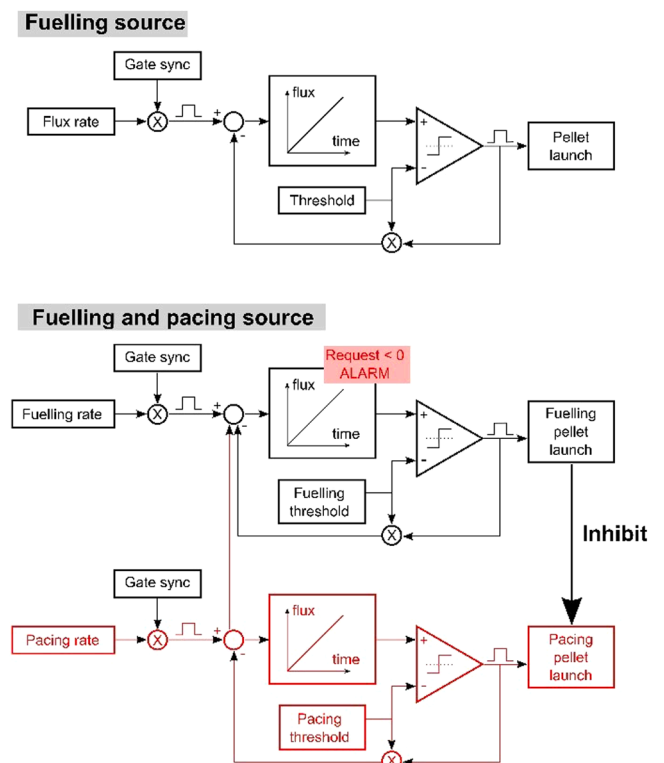 Fuelling source
Gate sync
Flux rate
X
+
-
flux
time
+
-
Pellet
launch
Threshold
X
Fuelling and pacing source
Request < 0
ALARM
Gate sync
Fuelling rate
X
+
-
flux
time
+
-
Fuelling
pellet
launch
Fuelling
threshold
X
Inhibit
Gate sync
Pacing rate
X
+
-
flux
time
+
-
Pacing
pellet
launch
Pacing
threshold
X